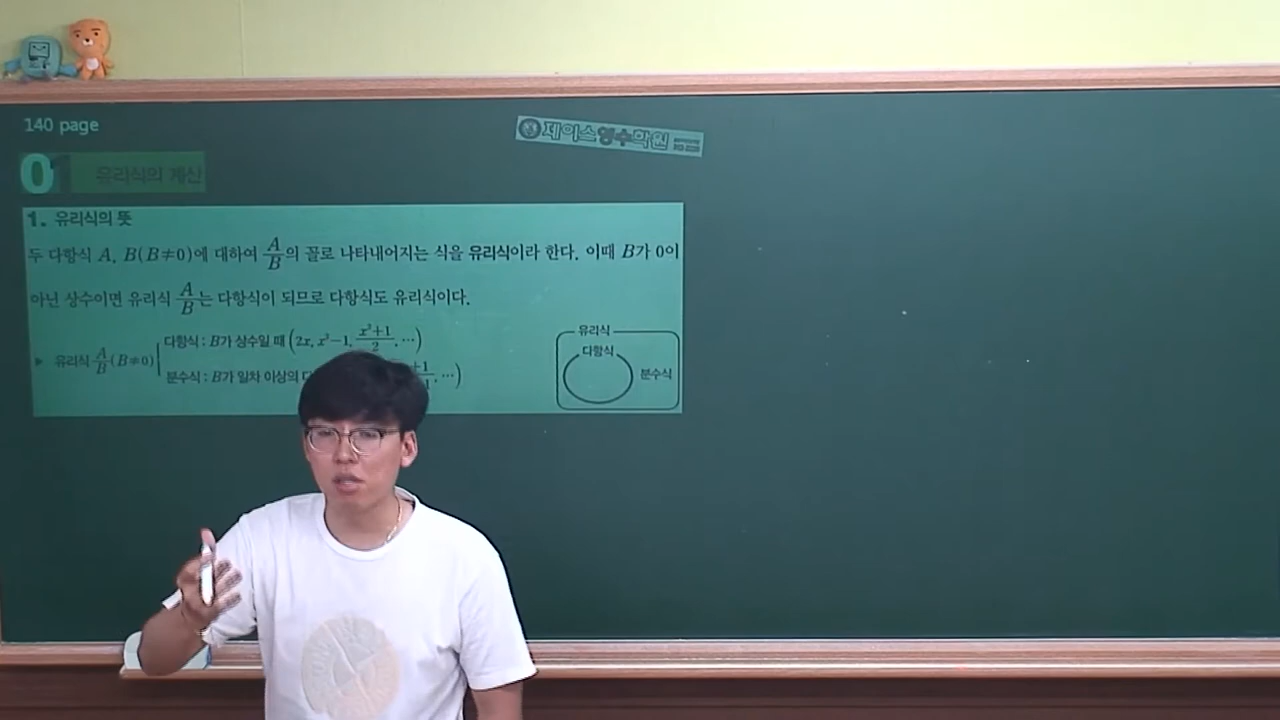 140 page
제이스영수학원
01 유리식의 계산
1. 유리식의 뜻
두 다항식 A, B(B≠0)에 대하여 A/B의 꼴로 나타내어지는 식을 유리식이라 한다. 이때 B가 0이
아닌 상수이면 유리식 A/B는 다항식이 되므로 다항식도 유리식이다.
유리식 A/B (B≠0)
다항식 : B가 상수일 때 (2x, x³-1, x²+1/2, …)
분수식 : B가 일차 이상의 다 +1 …)
유리식
다항식
분수식